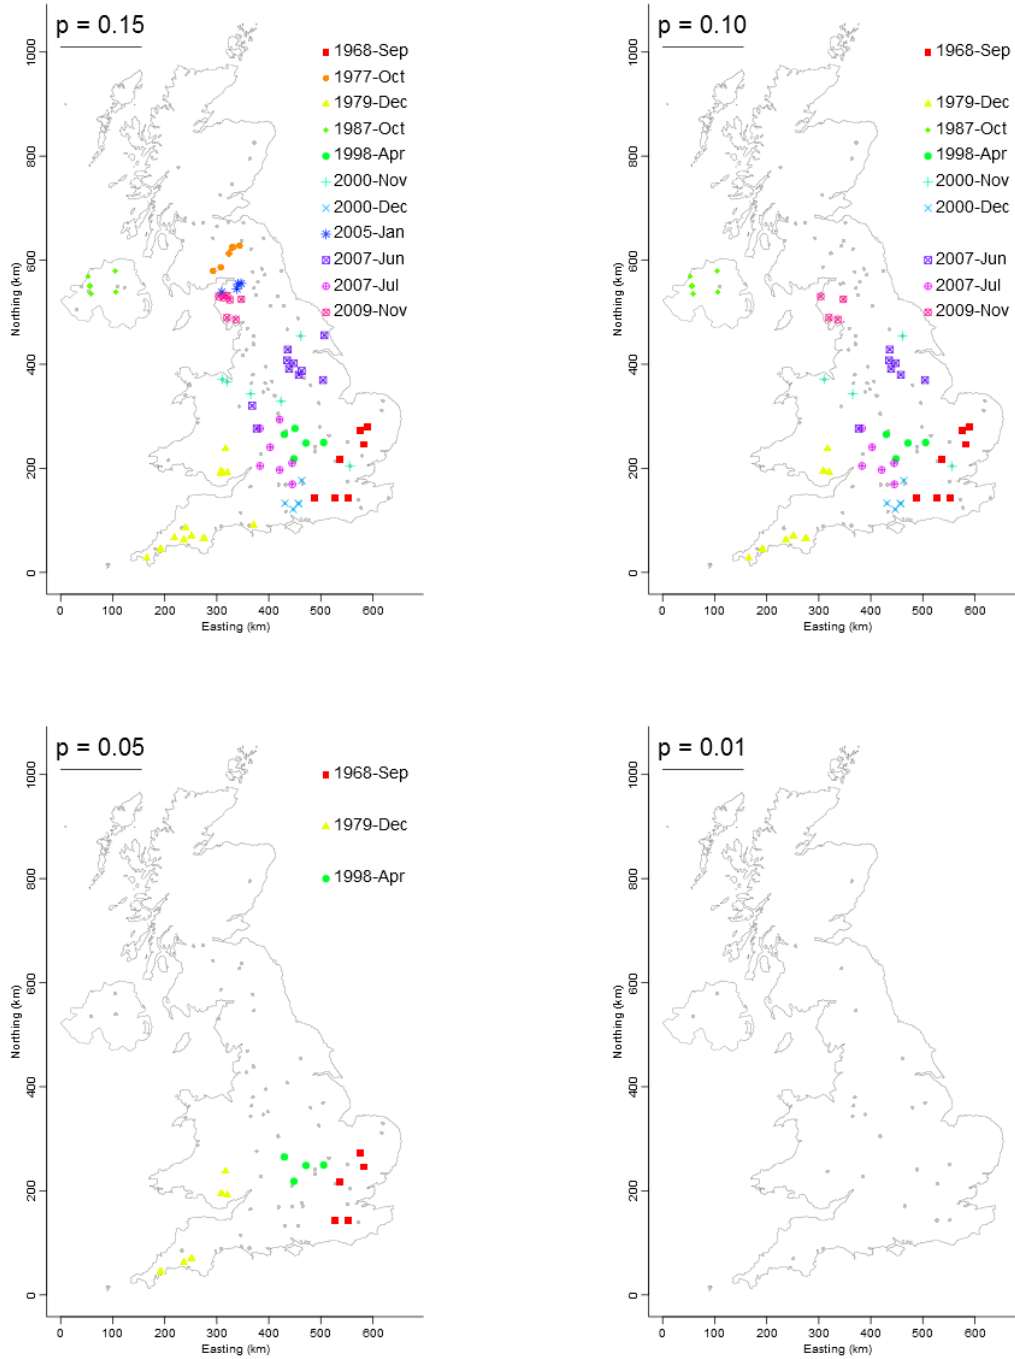 p = 0.15
1968-Sep
1977-Oct
1979-Dec
1987-Oct
1998-Apr
2000-Nov
2000-Dec
2005-Jan
2007-Jun
2007-Jul
2009-Nov
Northing (km)
0
200
400
600
800
1000
0 100 200 300 400 500 600
Easting (km)
p = 0.10
1968-Sep
1979-Dec
1987-Oct
1998-Apr
2000-Nov
2000-Dec
2007-Jun
2007-Jul
2009-Nov
Northing (km)
0
200
400
600
800
1000
0 100 200 300 400 500 600
Easting (km)
p = 0.05
1968-Sep
1979-Dec
1998-Apr
Northing (km)
0
200
400
600
800
1000
0 100 200 300 400 500 600
Easting (km)
p = 0.01
Northing (km)
0
200
400
600
800
1000
0 100 200 300 400 500 600
Easting (km)